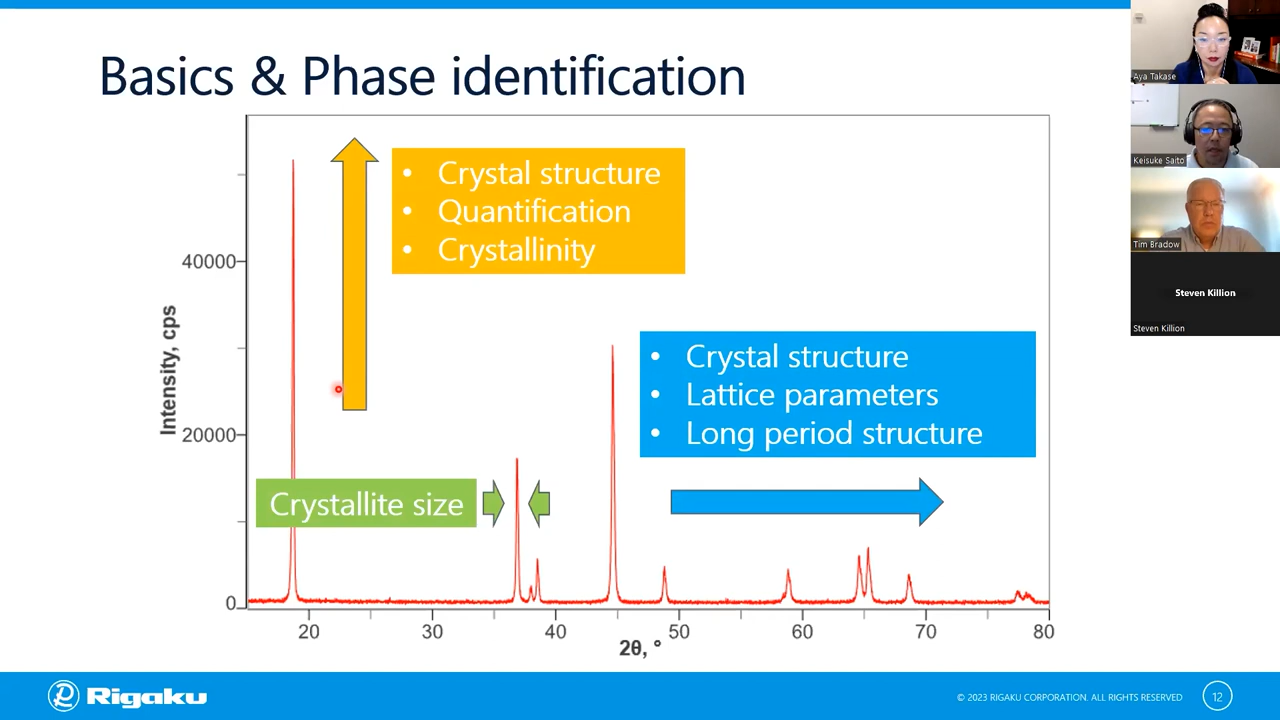 Basics & Phase identification
Aya Takase
Keisuke Saito
Tim Bradow
Steven Killion
Steven Killion
• Crystal structure
• Quantification
• Crystallinity
• Crystal structure
• Lattice parameters
• Long period structure
Crystallite size
Intensity, cps
40000
20000
0
20 30 40 50 60 70 80
2θ, °
Rigaku
© 2023 RIGAKU CORPORATION. ALL RIGHTS RESERVED
12